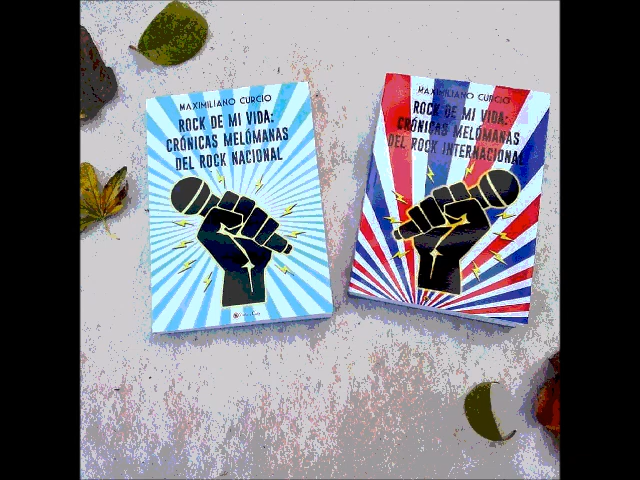 MAXIMILIANO CURCIO
ROCK DE MI VIDA:
CRÓNICAS MELÓMANAS
DEL ROCK NACIONAL
MAXIMILIANO CURCIO
ROCK DE MI VIDA:
CRÓNICAS MELÓMANAS
DEL ROCK INTERNACIONAL